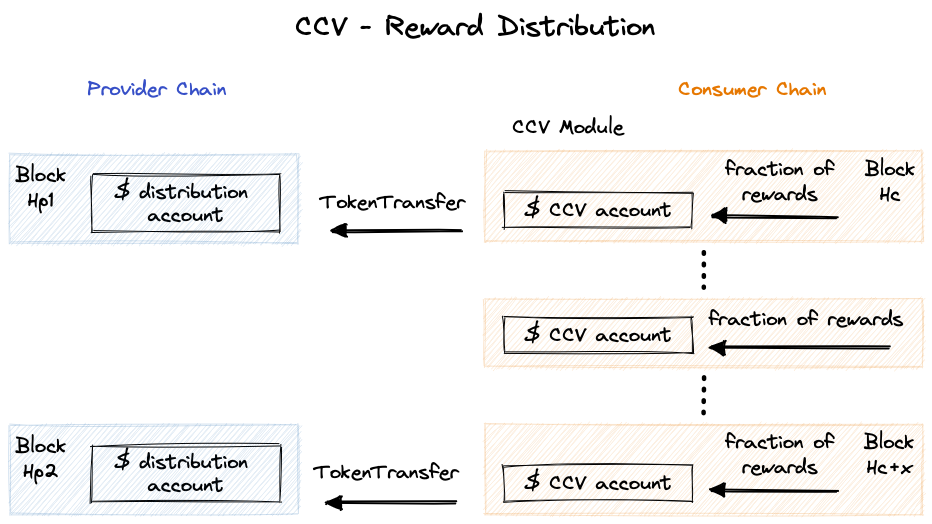 CCV - Reward Distribution
Provider Chain
Consumer Chain
CCV Module
Block
Hp1
$ distribution
account
TokenTransfer
$ CCV account
fraction of
rewards
Block
Hc
$ CCV account
fraction of rewards
Block
Hp2
$ distribution
account
TokenTransfer
$ CCV account
fraction of
rewards
Block
Hc+x